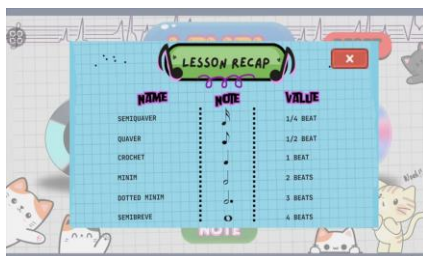 LESSON RECAP
NAME NOTE VALUE
SEMIQUAVER 1/4 BEAT
QUAVER 1/2 BEAT
CROCHET 1 BEAT
MINIM 2 BEATS
DOTTED MINIM 3 BEATS
SEMIBREVE 4 BEATS
NOTE